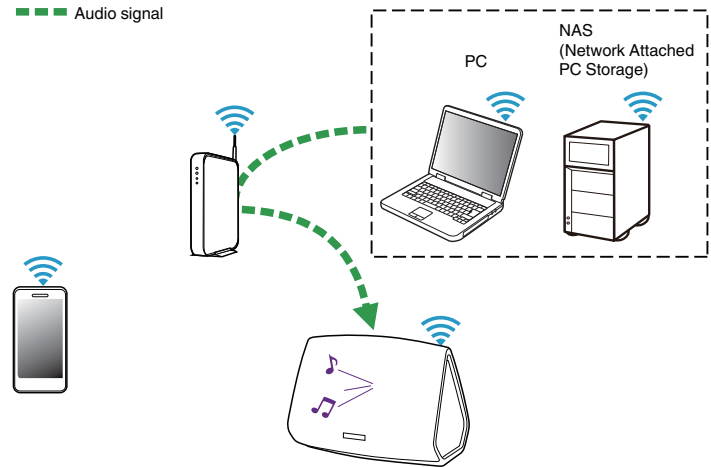 Audio signal
PC
NAS
(Network Attached
PC Storage)